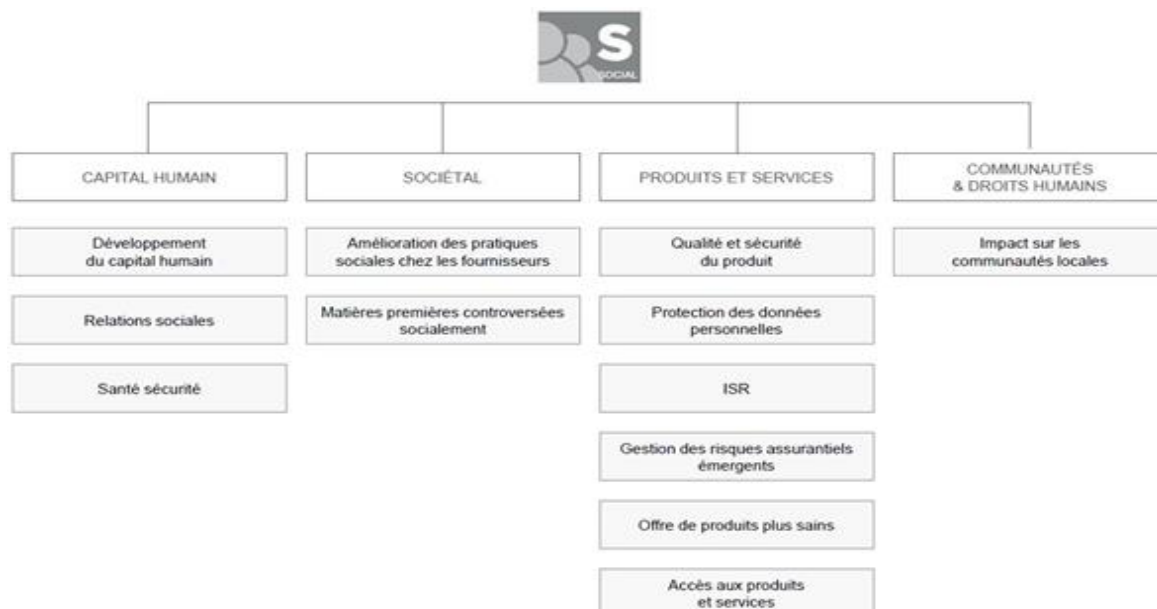 S
SOCIAL
CAPITAL HUMAIN
SOCIÉTAL
PRODUITS ET SERVICES
COMMUNAUTÉS
& DROITS HUMAINS
Développement
du capital humain
Relations sociales
Santé sécurité
Amélioration des pratiques
sociales chez les fournisseurs
Matières premières controversées
socialement
Qualité et sécurité
du produit
Protection des données
personnelles
ISR
Gestion des risques assurantiels
émergents
Offre de produits plus sains
Accès aux produits
et services
Impact sur les
communautés locales